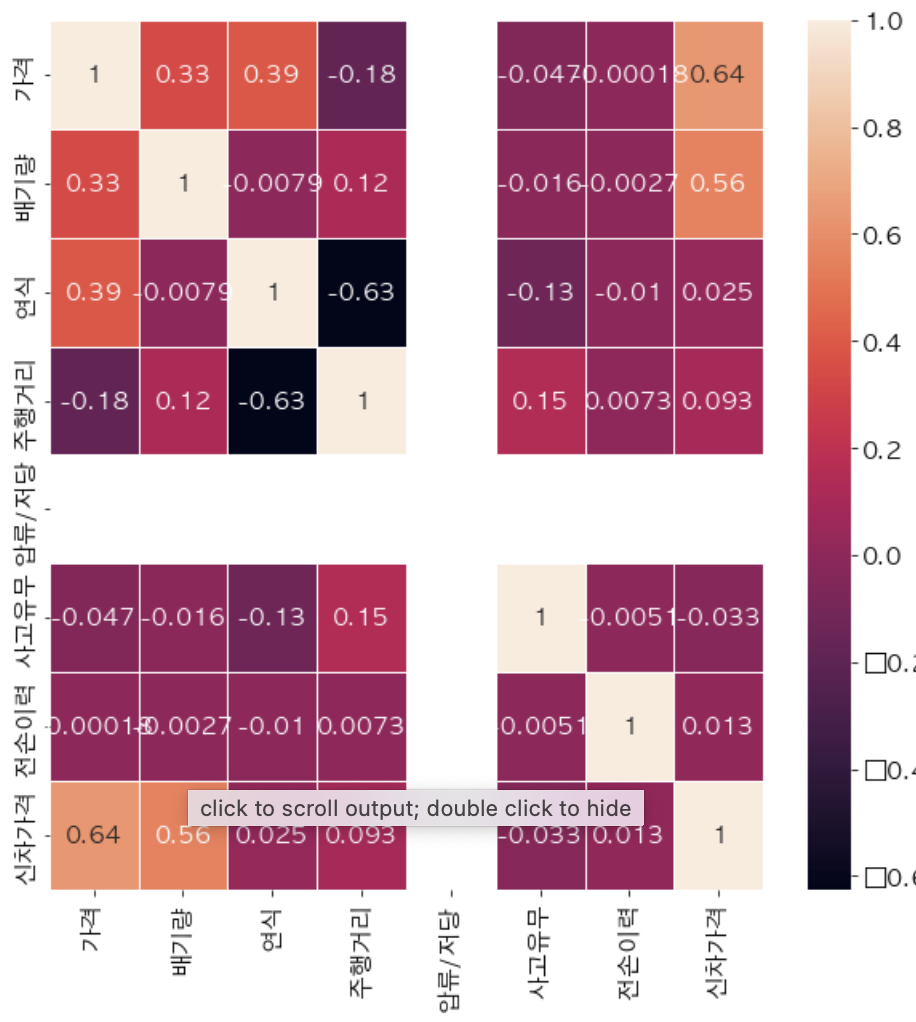 가격 1 0.33 0.39 -0.18 -0.047 0.00018 0.64
배기량 0.33 1 -0.0079 0.12 -0.016 -0.0027 0.56
연식 0.39 -0.0079 1 -0.63 -0.13 -0.01 0.025
주행거리 -0.18 0.12 -0.63 1 0.15 0.0073 0.093
압류/저당
사고유무 -0.047 -0.016 -0.13 0.15 1 -0.0051 -0.033
전손이력 0.00018 -0.0027 -0.01 0.0073 -0.0051 1 0.013
click to scroll output; double click to hide
신차가격 0.64 0.56 0.025 0.093 -0.033 0.013 1
가격 배기량 연식 주행거리 압류/저당 사고유무 전손이력 신차가격
1.0
0.8
0.6
0.4
0.2
0.0
□0.2
□0.4
□0.6